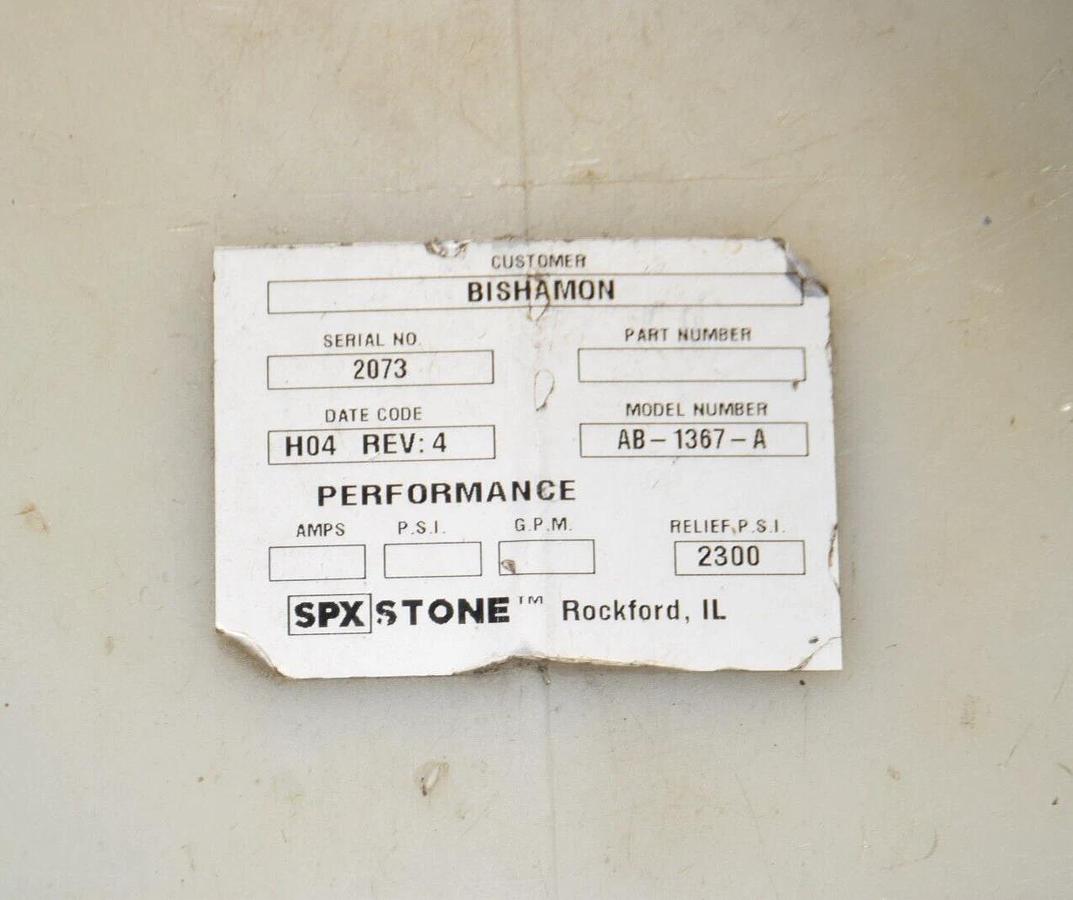 CUSTOMER
BISHAMON
SERIAL NO. PART NUMBER
2073
DATE CODE MODEL NUMBER
H04 REV: 4 AB-1367-A
PERFORMANCE
AMPS P.S.I. G.P.M. RELIEF P.S.I.
2300
SPX STONE™ Rockford, IL